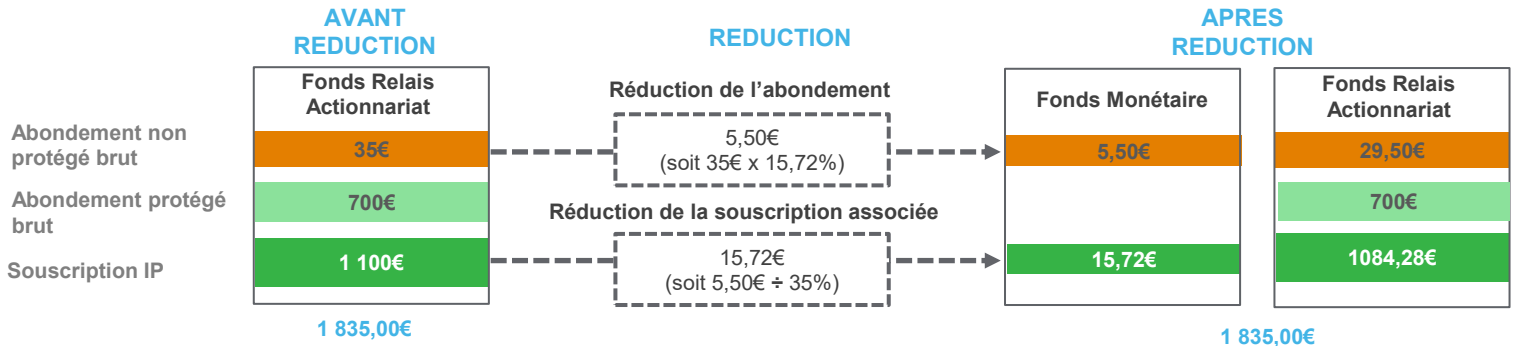 AVANT
REDUCTION
REDUCTION
APRES
REDUCTION
Fonds Relais
Actionnariat
Réduction de l'abondement
Fonds Monétaire
Fonds Relais
Actionnariat
Abondement non
protégé brut
35€
5,50€
(soit 35€ x 15,72%)
5,50€
29,50€
Abondement protégé
brut
700€
700€
Réduction de la souscription associée
Souscription IP
1 100€
15,72€
(soit 5,50€ ÷ 35%)
15,72€
1084,28€
1 835,00€
1 835,00€